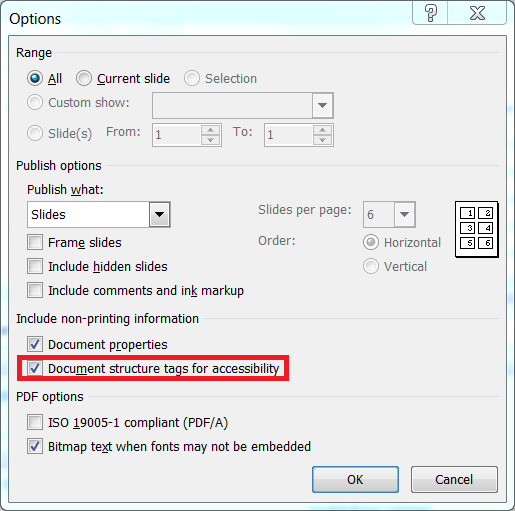 Options
Range
All Current slide Selection
Custom show:
Slide(s) From: 1 To: 1
Publish options
Publish what:
Slides
Slides per page: 6
Frame slides
Include hidden slides
Include comments and ink markup
Order: Horizontal
Vertical
1 2
3 4
5 6
Include non-printing information
Document properties
Document structure tags for accessibility
PDF options
ISO 19005-1 compliant (PDF/A)
Bitmap text when fonts may not be embedded
OK Cancel